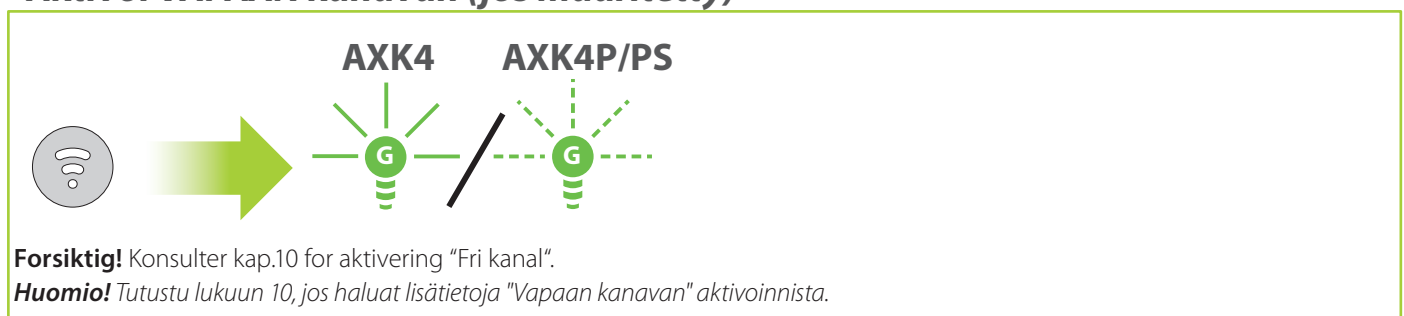 AXK4 AXK4P/PS
G G
Forsiktig! Konsulter kap.10 for aktivering “Fri kanal“.
Huomio! Tutustu lukuun 10, jos haluat lisätietoja "Vapaan kanavan" aktivoinnista.